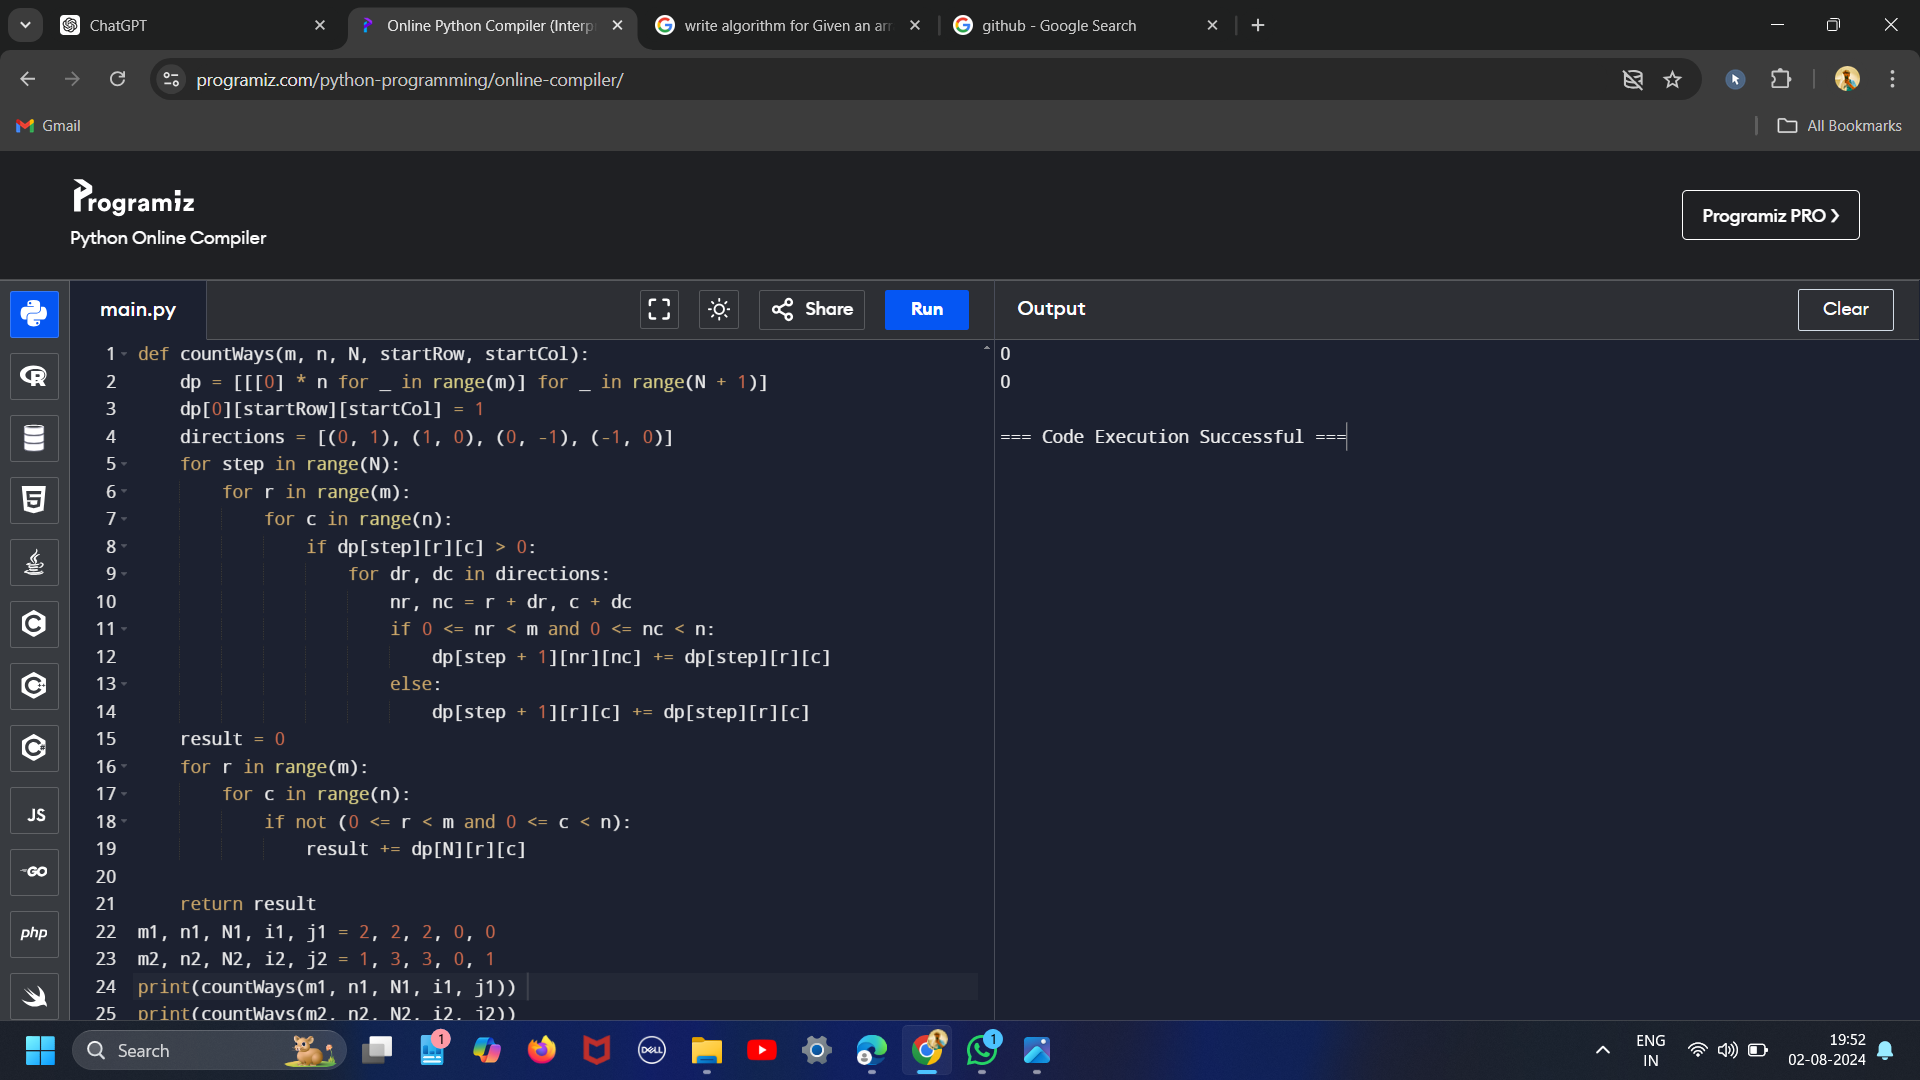 ChatGPT
Online Python Compiler (Interp
write algorithm for Given an arr
github - Google Search
programiz.com/python-programming/online-compiler/
Gmail
All Bookmarks
Programiz
Python Online Compiler
Programiz PRO
main.py
Share
Run
Output
Clear
1 def countWays(m, n, N, startRow, startCol):
2 dp = [[[0] * n for _ in range(m)] for _ in range(N + 1)]
3 dp[0][startRow][startCol] = 1
4 directions = [(0, 1), (1, 0), (0, -1), (-1, 0)]
5 for step in range(N):
6 for r in range(m):
7 for c in range(n):
8 if dp[step][r][c] > 0:
9 for dr, dc in directions:
10 nr, nc = r + dr, c + dc
11 if 0 <= nr < m and 0 <= nc < n:
12 dp[step + 1][nr][nc] += dp[step][r][c]
13 else:
14 dp[step + 1][r][c] += dp[step][r][c]
15 result = 0
16 for r in range(m):
17 for c in range(n):
18 if not (0 <= r < m and 0 <= c < n):
19 result += dp[N][r][c]
20
21 return result
22 m1, n1, N1, i1, j1 = 2, 2, 2, 0, 0
23 m2, n2, N2, i2, j2 = 1, 3, 3, 0, 1
24 print(countWays(m1, n1, N1, i1, j1))
25 print(countWays(m2, n2, N2, i2, j2))
0
0
=== Code Execution Successful ===
R
5
C
C
C
JS
GO
php
Search
1
DELL
1
ENG
IN
19:52
02-08-2024